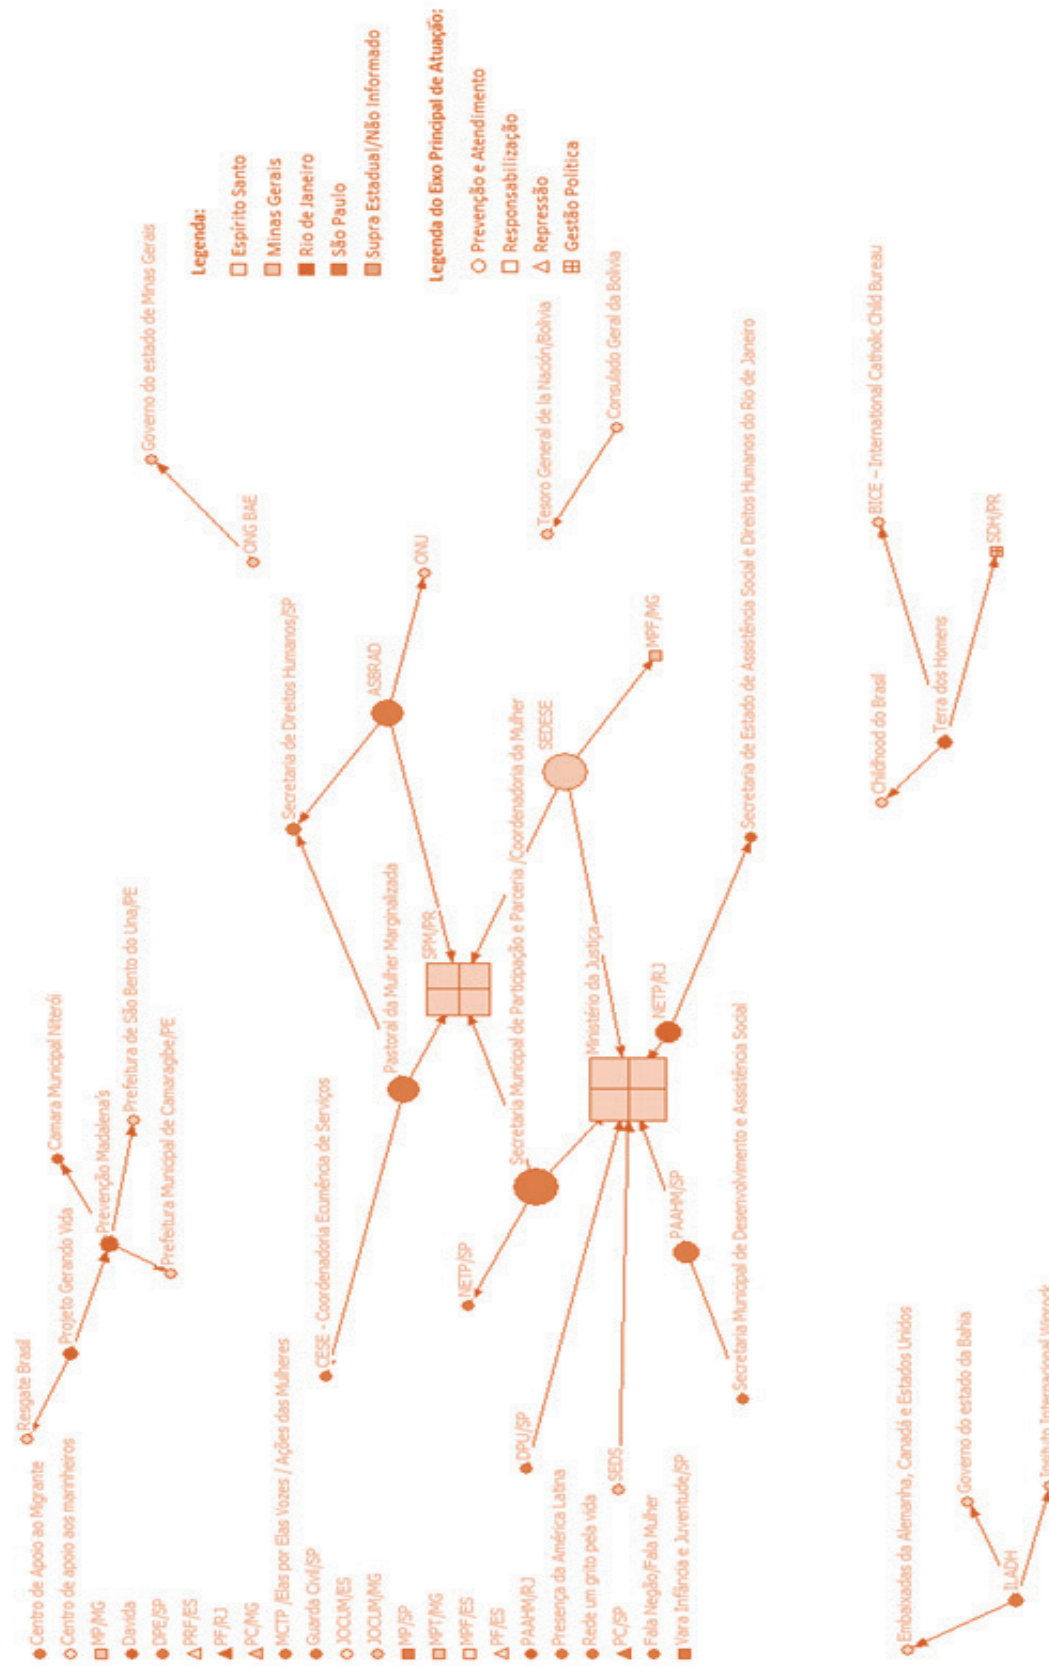 Resgate Brasil
Projeto Gerando Vida
Prevenção Madalena's
Camara Municipal Niterói
Prefeitura de São Bento do Una/PE
Prefeitura Municipal de Camaragibe/PE
Governo do estado de Minas Gerais
ONG BAE
Legenda:
Espírito Santo
Minas Gerais
Rio de Janeiro
São Paulo
Supra Estadual/Não Informado
Legenda do Eixo Principal de Atuação:
Prevenção e Atendimento
Responsabilização
Repressão
Gestão Política
Centro de Apoio ao Migrante
Centro de apoio aos marinheiros
MP/MG
Davida
DPE/SP
PRF/ES
PF/RJ
PC/MG
MCTP /Elas por Elas Vozes / Ações das Mulheres
Guada Civil/SP
JOCUM/ES
JOCUM/MG
MP/SP
MPT/MG
MPF/ES
PF/ES
PAAHM/RJ
Presença da América Latina
Rede um grito pela vida
PC/SP
Fala Negão/Fala Mulher
Vara Infância e Juventude/SP
Secretaria de Direitos Humanos/SP
ASBRAD
ONU
CESE - Coordenadoria Ecumência de Serviços
Pastoral da Mulher Marginalizada
SPM/PR
NETP/SP
Secretaria Municipal de Participação e Parceria /Coordenadoria da Mulher
SEDESE
MPF/MG
Tesoro General de la Nación/Bolivia
Consulado Geral da Bolivia
DPU/SP
SEDS
Ministério da Justiça
PAAHM/SP
NETP/RJ
Secretaria Municipal de Desenvolvimento e Assistência Social
Secretaria de Estado de Assistência Social e Direitos Humanos do Rio de Janeiro
Embaixadas da Alemanha, Canadá e Estados Unidos
Governo do estado da Bahia
ILADH
Instituto Internacional Winrock
Childhood do Brasil
Terra dos Homens
BICE – International Catholic Child Bureau
SDH/PR